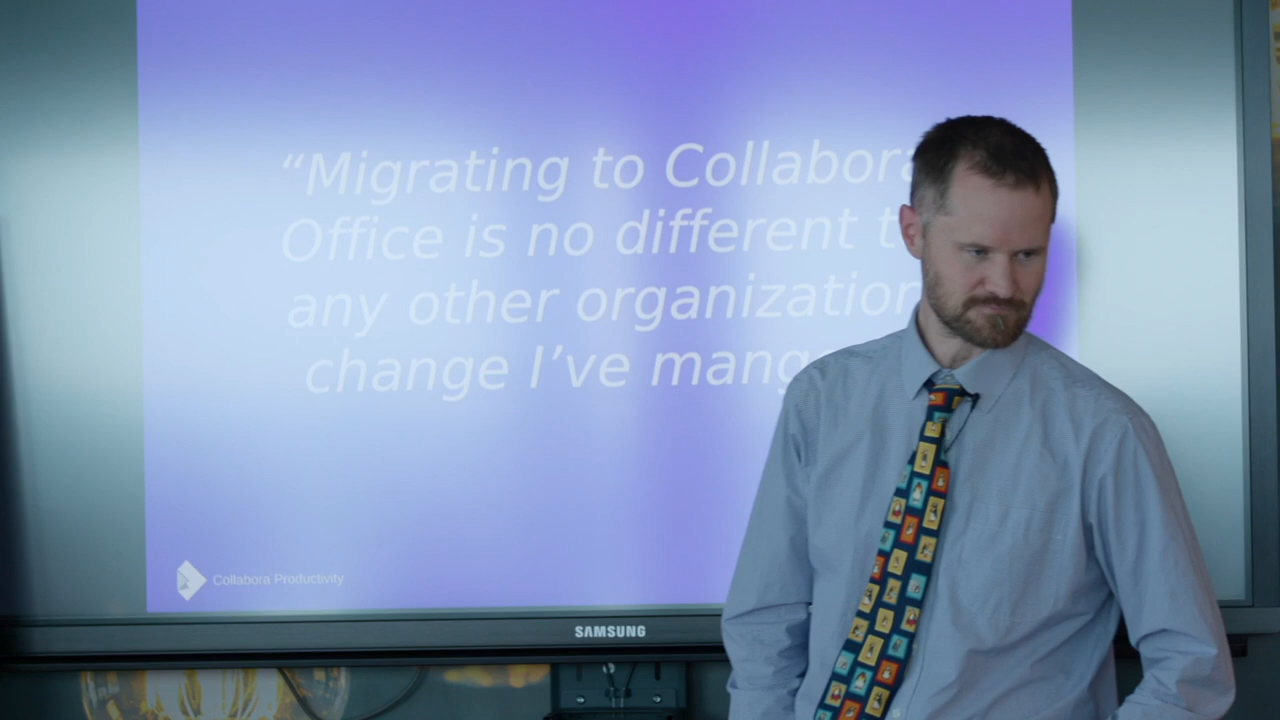 “Migrating to Collabora
Office is no different t
any other organization
change I’ve mang
Collabora Productivity
SAMSUNG